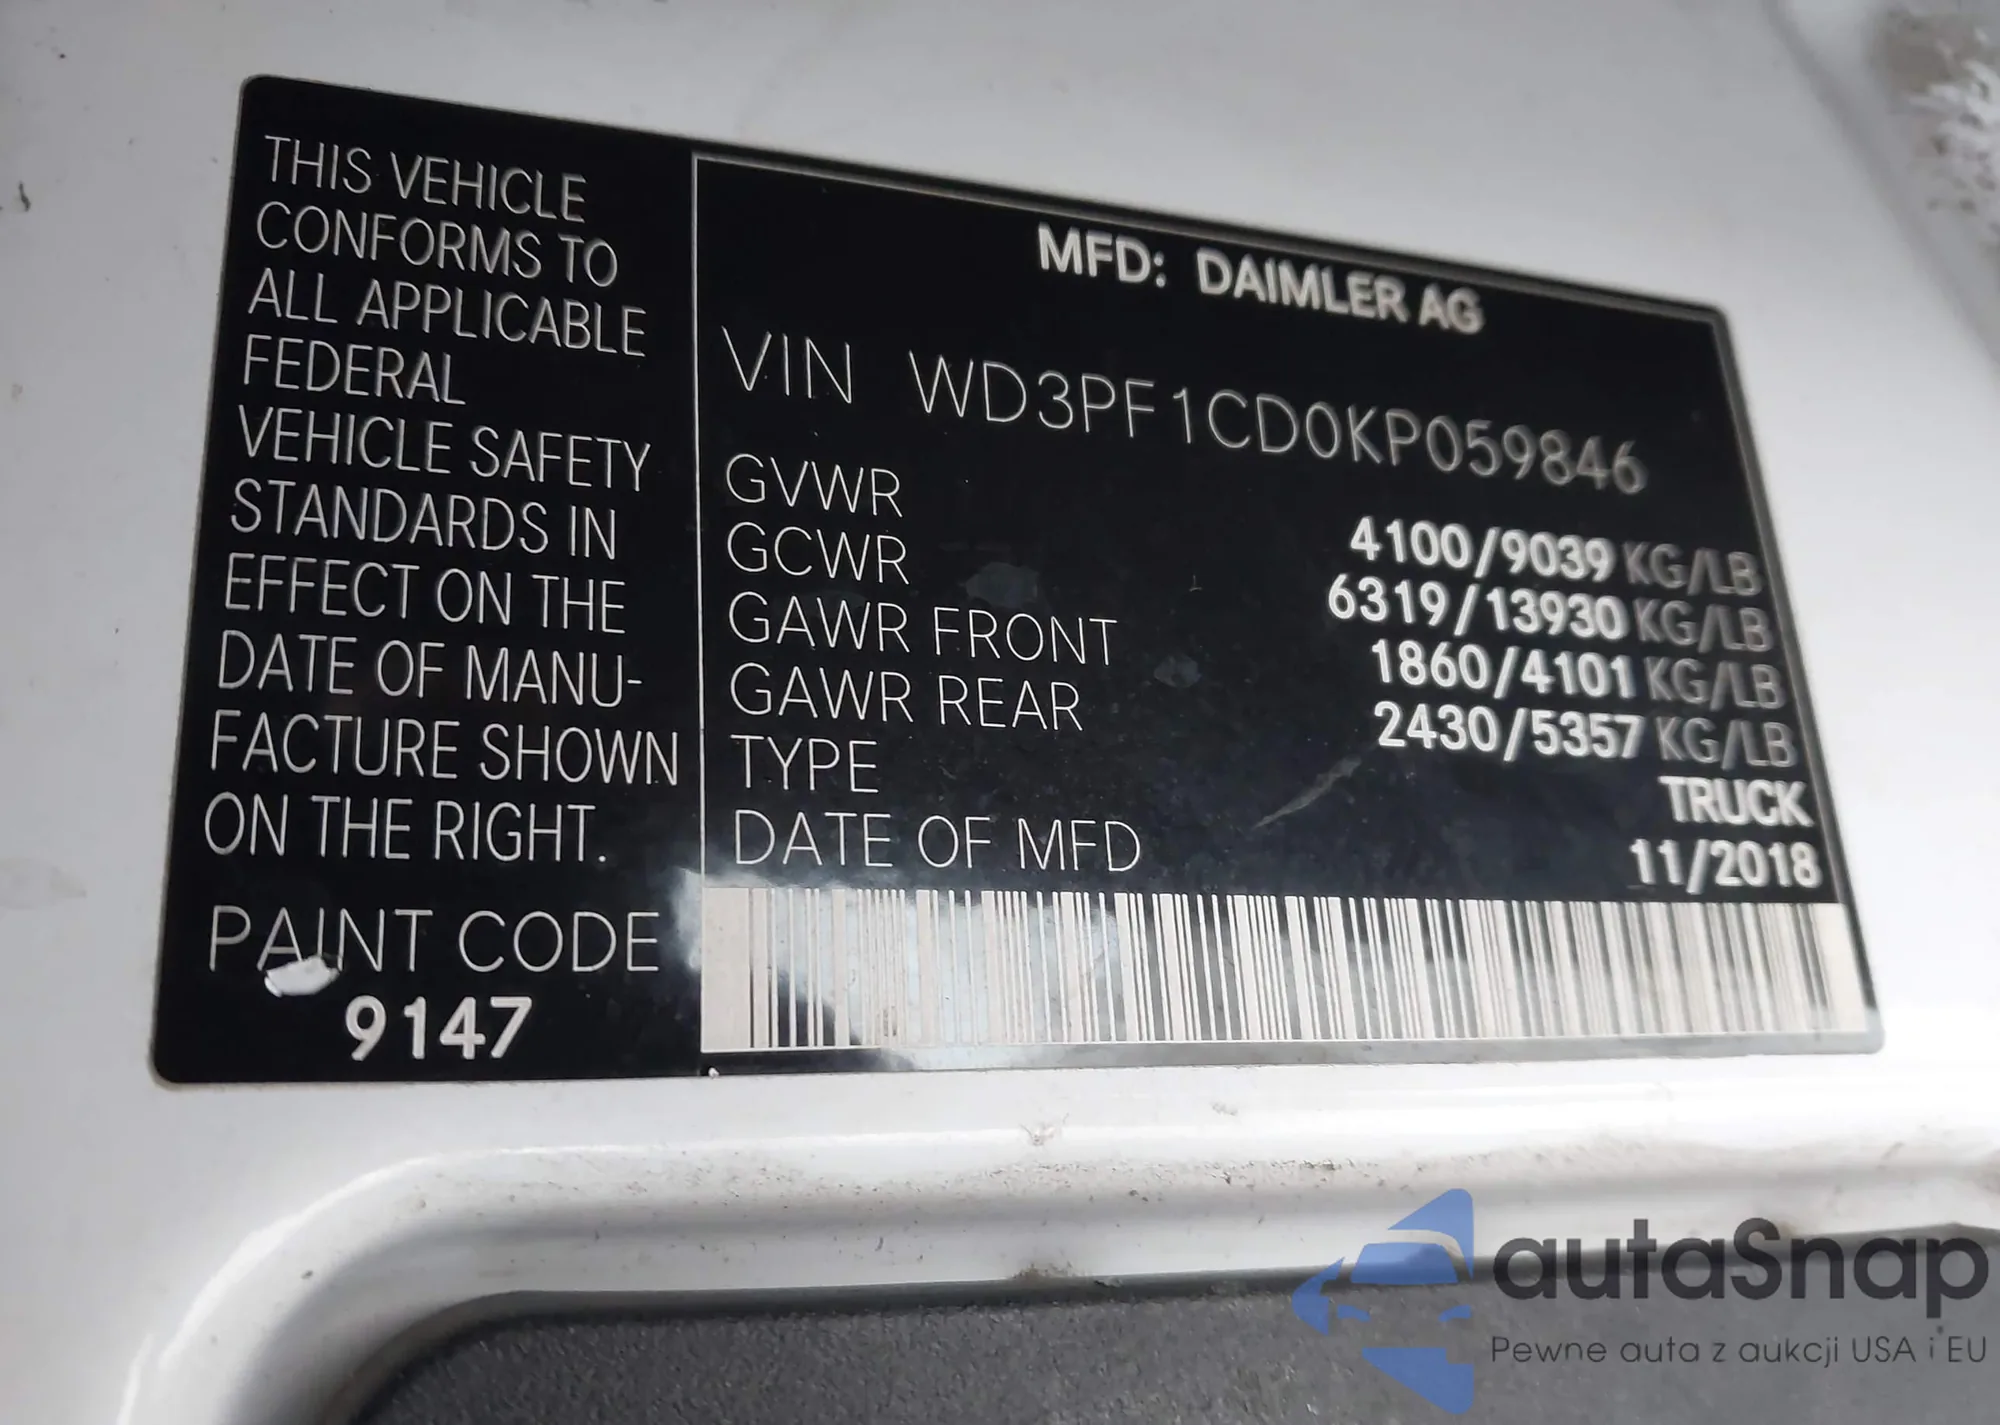 THIS VEHICLE
CONFORMS TO
ALL APPLICABLE
FEDERAL
VEHICLE SAFETY
STANDARDS IN
EFFECT ON THE
DATE OF MANU-
FACTURE SHOWN
ON THE RIGHT.
PAINT CODE
9147
MFD: DAIMLER AG
VIN WD3PF1CD0KP059846
GVWR 4100/9039 KG/LB
GCWR 6319/13930 KG/LB
GAWR FRONT 1860/4101 KG/LB
GAWR REAR 2430/5357 KG/LB
TYPE TRUCK
DATE OF MFD 11/2018
autaSnap
Pewne auta z aukcji USA i EU